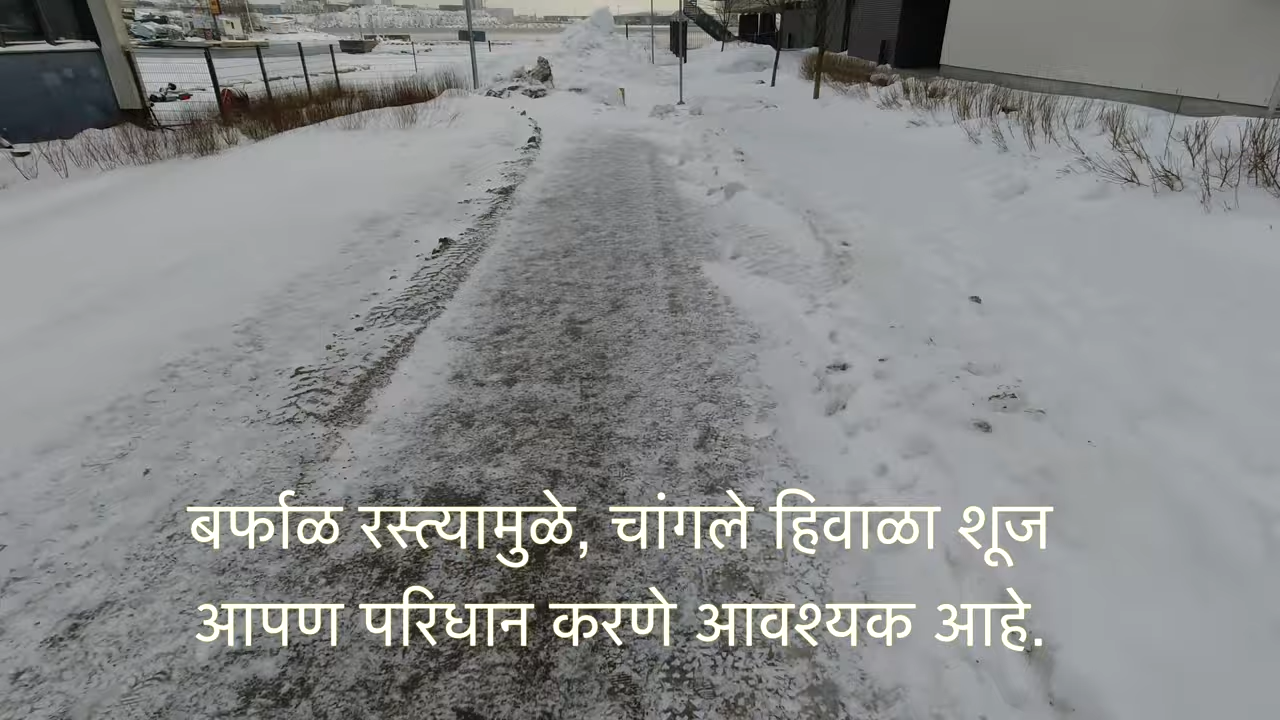 बर्फाळ रस्त्यामुळे, चांगले हिवाळा शूज
आपण परिधान करणे आवश्यक आहे.